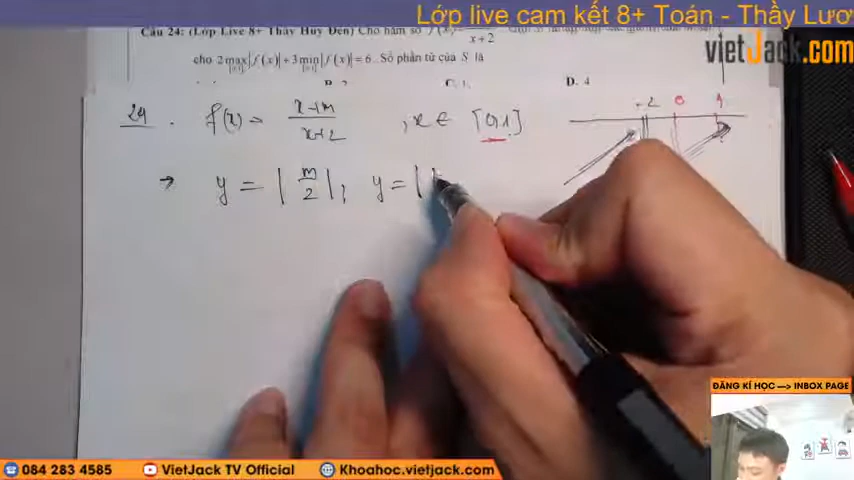 Lớp live cam kết 8+ Toán - Thầy Lươ
vietJack.com
Câu 24: (Lớp Live 8+ Thầy Huy Đen) Cho hàm số
x+2
cho 2 max |f(x)| + 3 min |f(x)| = 6. Số phần tử của S là
D. 4
24. f(x) = x+m / x+2 , x ∈ [0,1]
-2 0 1
→ y = | m/2 |; y = |
ĐĂNG KÍ HỌC —> INBOX PAGE
084 283 4585 VietJack TV Official Khoahoc.vietjack.com